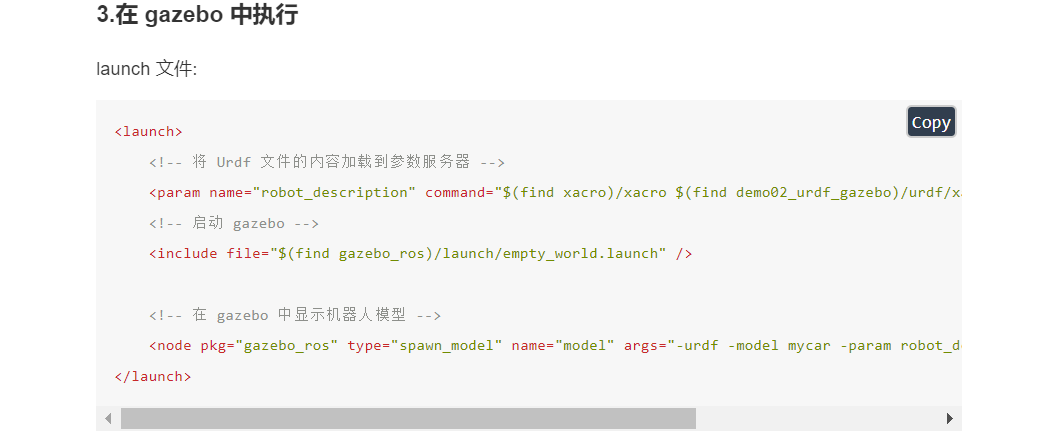 3.在 gazebo 中执行
launch 文件:
Copy
<launch>
<!-- 将 Urdf 文件的内容加载到参数服务器 -->
<param name="robot_description" command="$(find xacro)/xacro $(find demo02_urdf_gazebo)/urdf/x
<!-- 启动 gazebo -->
<include file="$(find gazebo_ros)/launch/empty_world.launch" />
<!-- 在 gazebo 中显示机器人模型 -->
<node pkg="gazebo_ros" type="spawn_model" name="model" args="-urdf -model mycar -param robot_d
</launch>